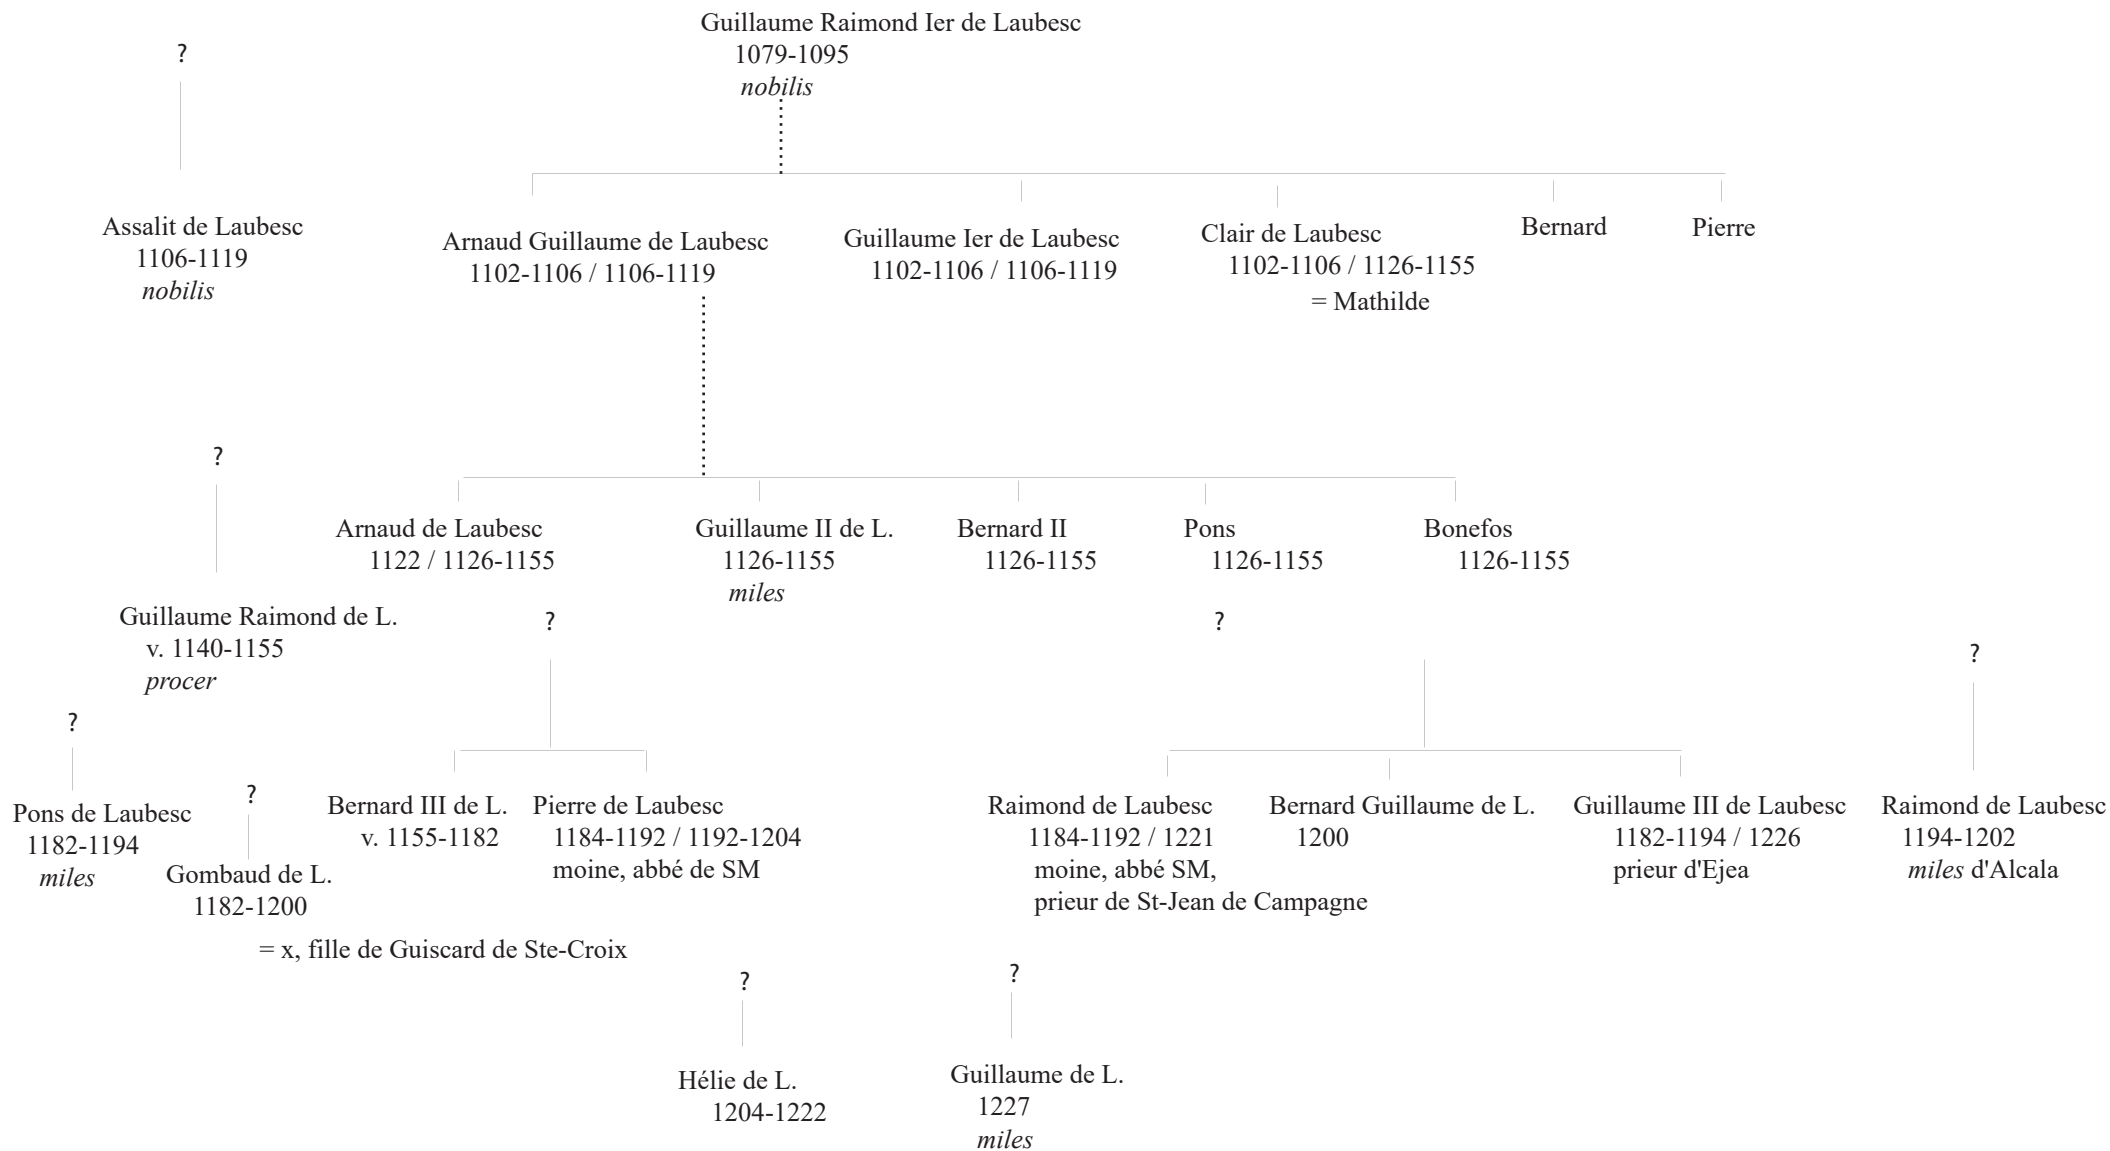 Guillaume Raimond Ier de Laubesc
1079-1095
nobilis
?
Assalit de Laubesc
1106-1119
nobilis
Arnaud Guillaume de Laubesc
1102-1106 / 1106-1119
Guillaume Ier de Laubesc
1102-1106 / 1106-1119
Clair de Laubesc
1102-1106 / 1126-1155
= Mathilde
Bernard
Pierre
?
Guillaume Raimond de L.
v. 1140-1155
procer
Arnaud de Laubesc
1122 / 1126-1155
Guillaume II de L.
1126-1155
miles
Bernard II
1126-1155
Pons
1126-1155
Bonefos
1126-1155
?
Pons de Laubesc
1182-1194
miles
?
Gombaud de L.
1182-1200
= x, fille de Guiscard de Ste-Croix
?
Bernard III de L.
v. 1155-1182
Pierre de Laubesc
1184-1192 / 1192-1204
moine, abbé de SM
?
Raimond de Laubesc
1184-1192 / 1221
moine, abbé SM,
prieur de St-Jean de Campagne
Bernard Guillaume de L.
1200
Guillaume III de Laubesc
1182-1194 / 1226
prieur d'Ejea
?
Raimond de Laubesc
1194-1202
miles d'Alcala
?
Hélie de L.
1204-1222
?
Guillaume de L.
1227
miles